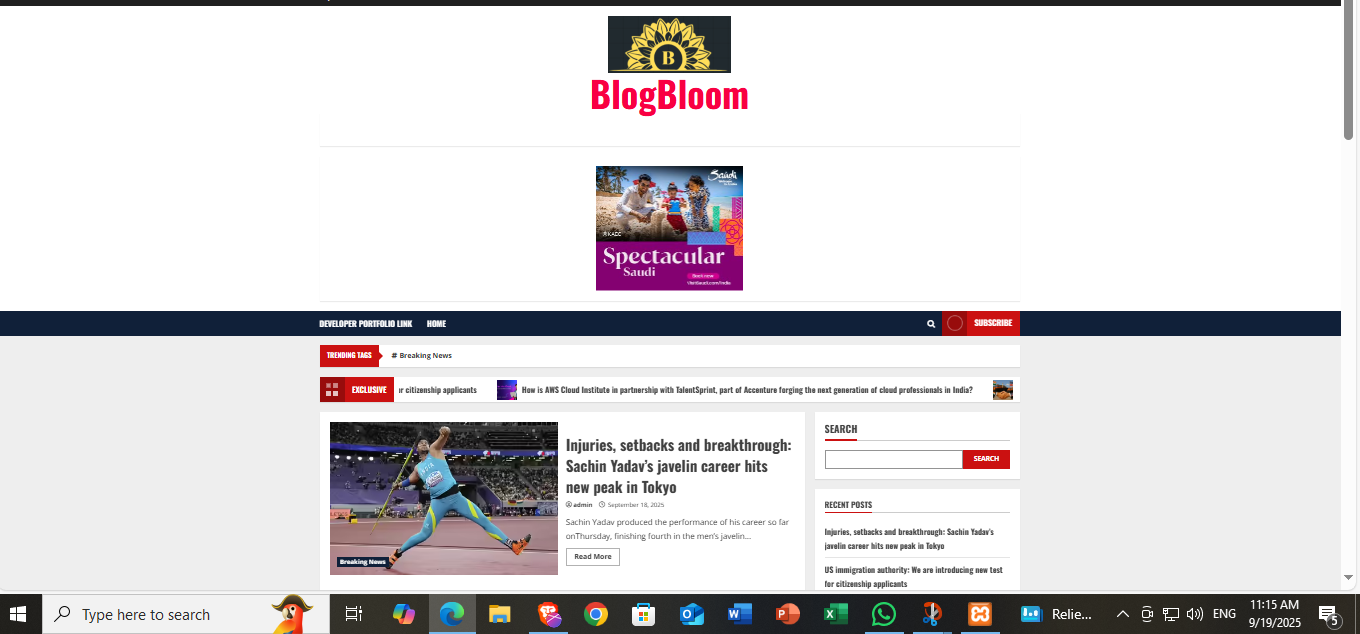 B
BlogBloom
Saudi
KAEC
Spectacular
Saudi
Book now
VisitSaudi.com/India
DEVELOPER PORTFOLIO LINK
HOME
SUBSCRIBE
TRENDING TAGS
# Breaking News
EXCLUSIVE
r citizenship applicants
How is AWS Cloud Institute in partnership with TalentSprint, part of Accenture forging the next generation of cloud professionals in India?
Injuries, setbacks and breakthrough:
Sachin Yadav's javelin career hits
new peak in Tokyo
admin
September 18, 2025
Sachin Yadav produced the performance of his career so far
onThursday, finishing fourth in the men's javelin...
Read More
Breaking News
SEARCH
SEARCH
RECENT POSTS
Injuries, setbacks and breakthrough: Sachin Yadav's
javelin career hits new peak in Tokyo
US immigration authority: We are introducing new test
for citizenship applicants
Type here to search
Relie...
ENG
11:15 AM
9/19/2025
5